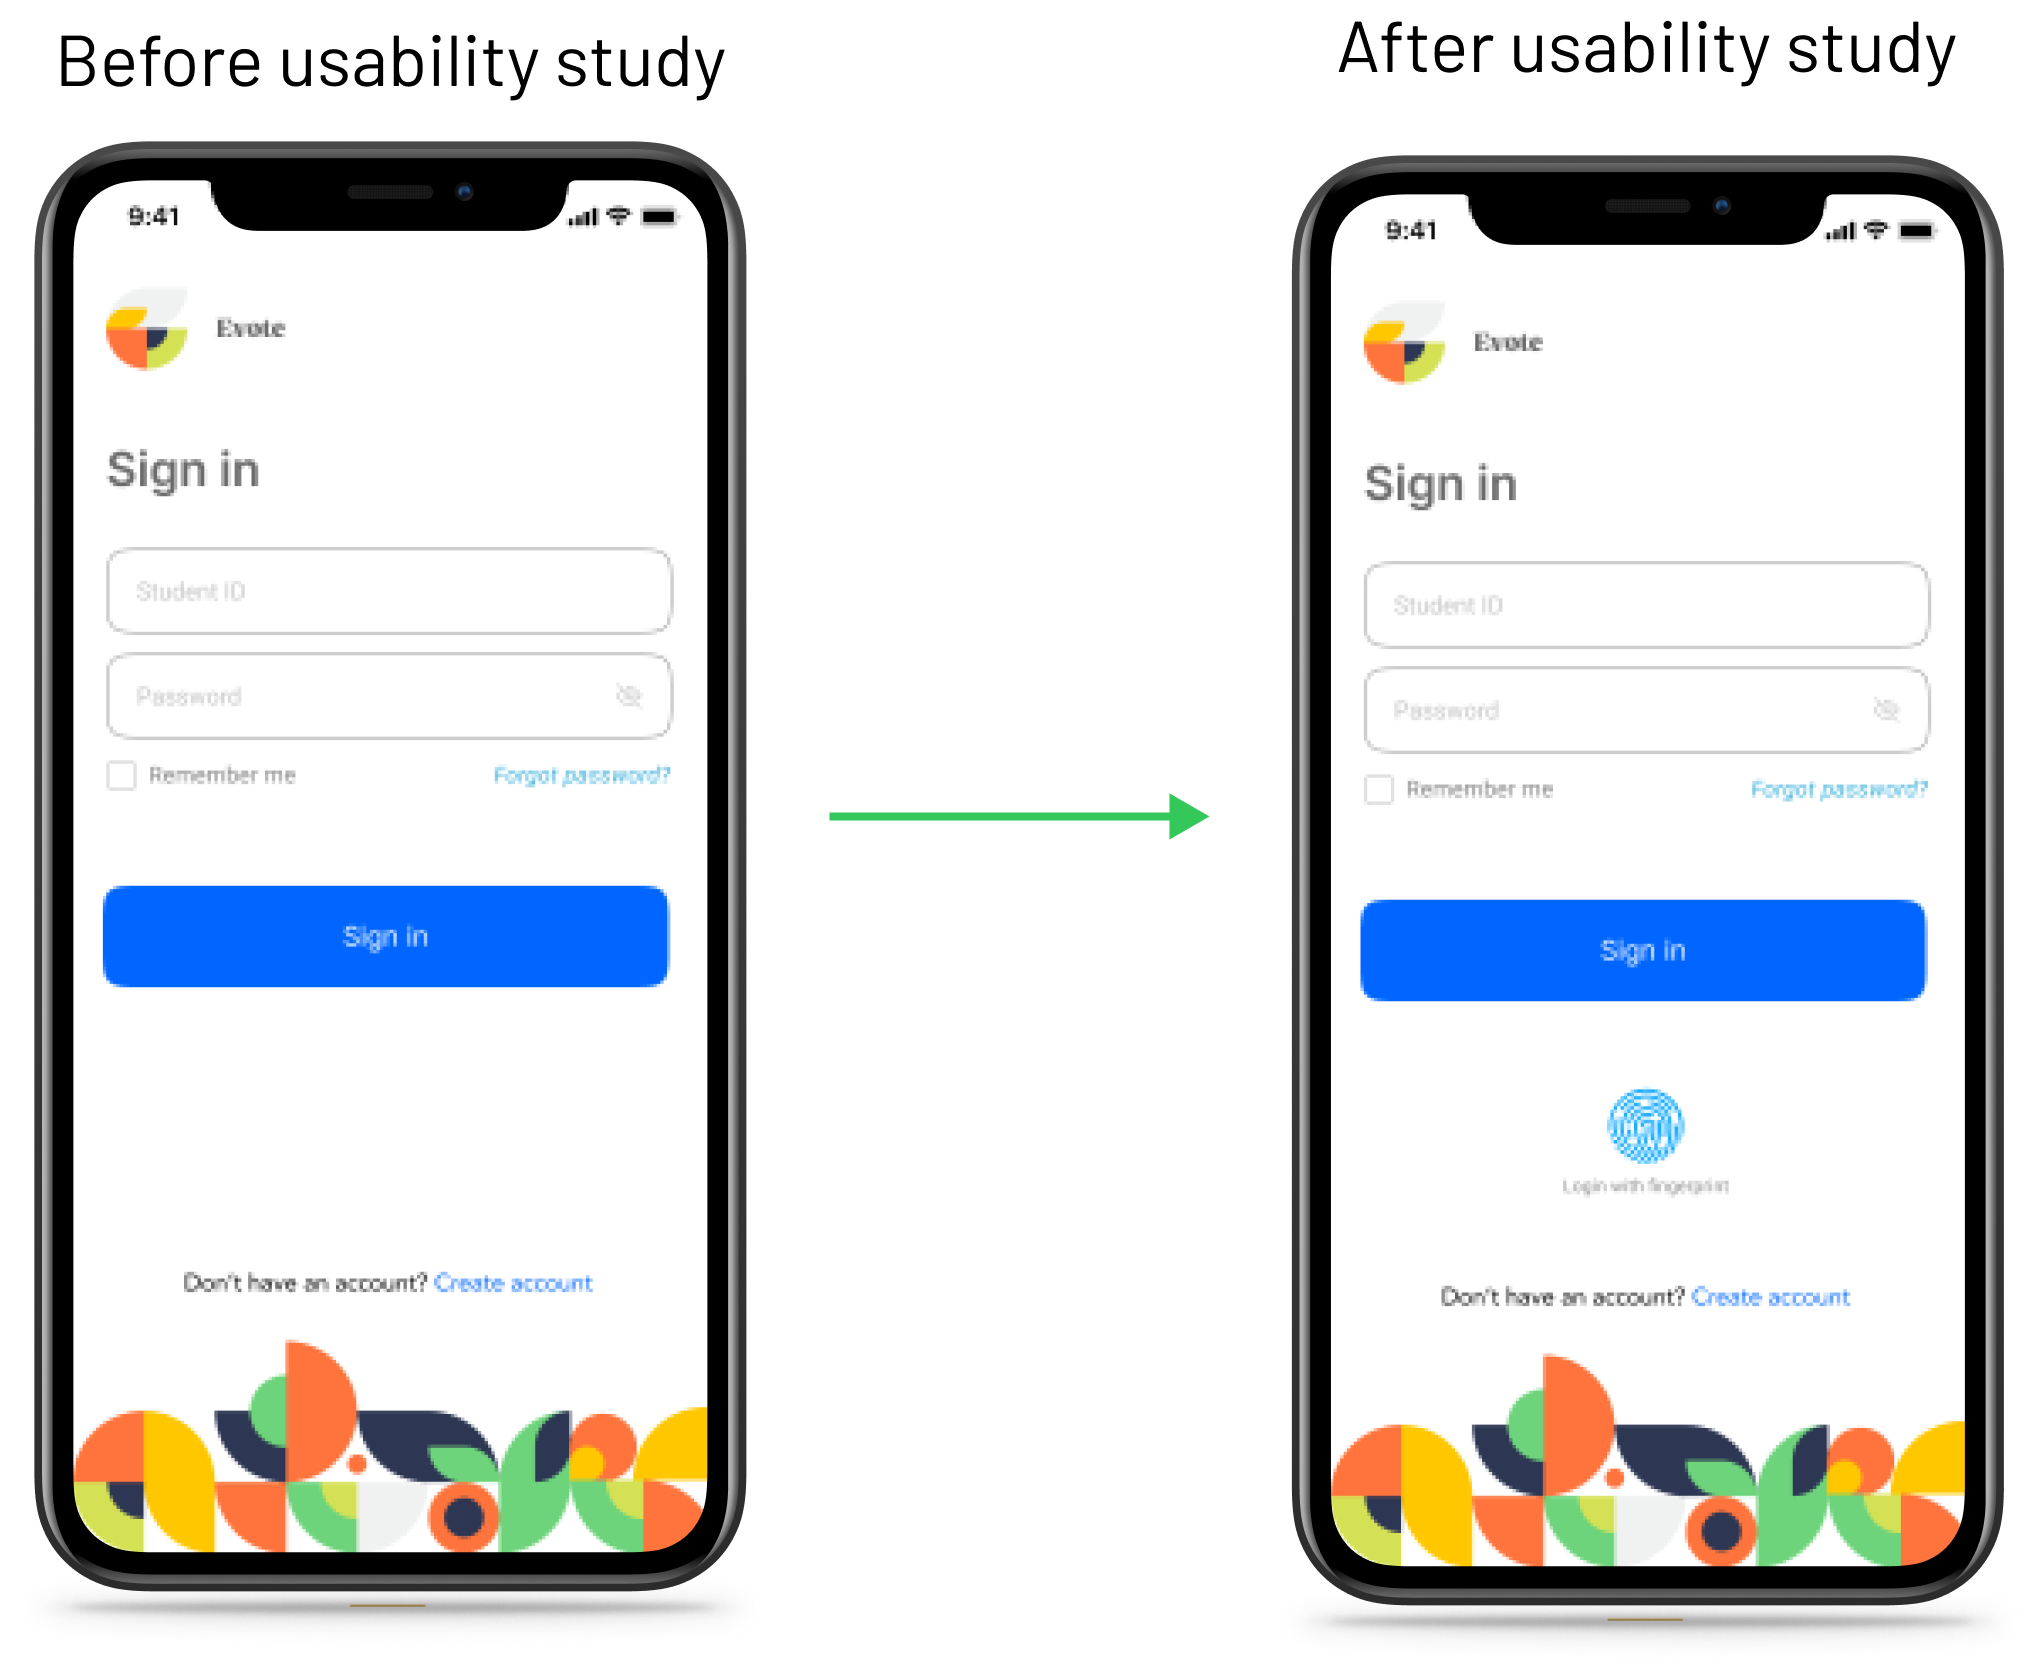 Before usability study
9:41
Evote
Sign in
Student ID
Password
Remember me Forgot password?
Sign in
Don't have an account? Create account
After usability study
9:41
Evote
Sign in
Student ID
Password
Remember me Forgot password?
Sign in
Login with fingerprint
Don't have an account? Create account